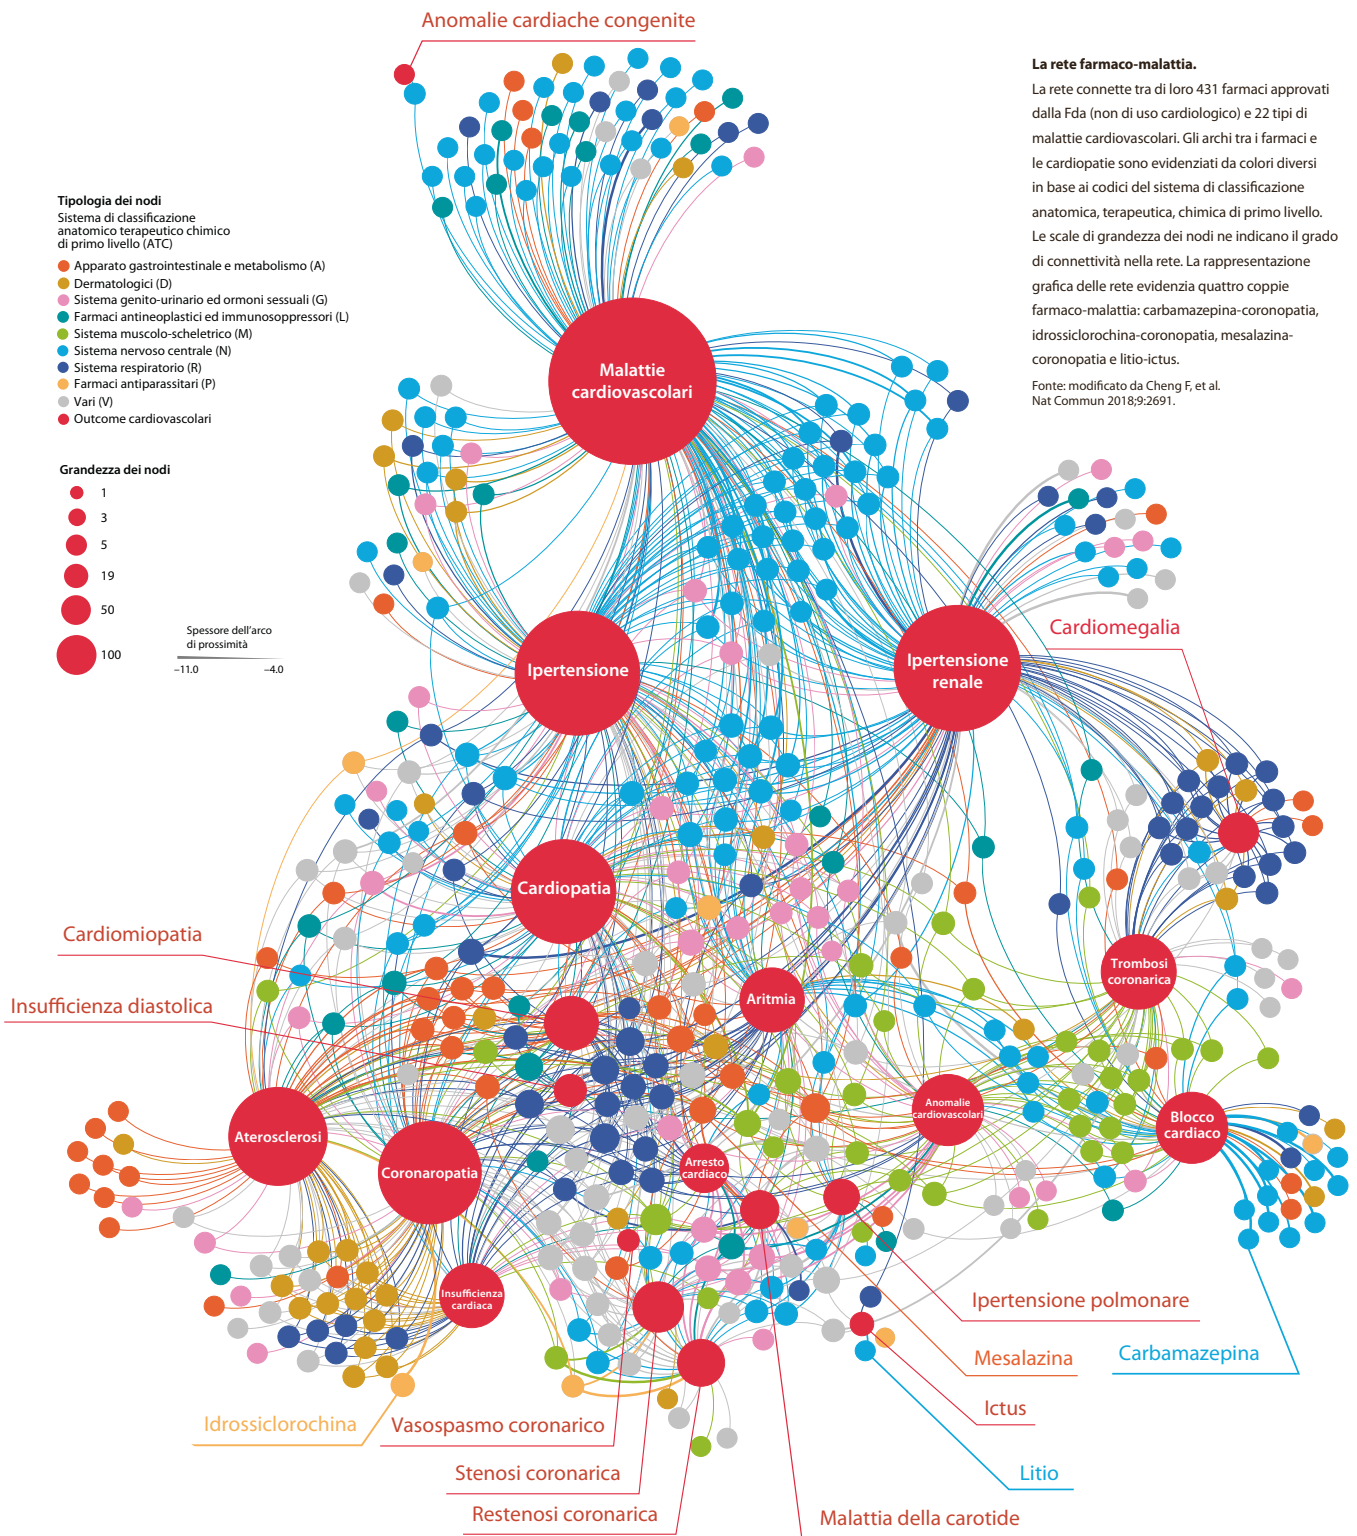 Anomalie cardiache congenite
La rete farmaco-malattia.
La rete connette tra di loro 431 farmaci approvati
dalla Fda (non di uso cardiologico) e 22 tipi di
malattie cardiovascolari. Gli archi tra i farmaci e
le cardiopatie sono evidenziati da colori diversi
in base ai codici del sistema di classificazione
anatomica, terapeutica, chimica di primo livello.
Le scale di grandezza dei nodi ne indicano il grado
di connettività nella rete. La rappresentazione
grafica delle rete evidenzia quattro coppie
farmaco-malattia: carbamazepina-coronopatia,
idrossiclorochina-coronopatia, mesalazina-
coronopatia e litio-ictus.
Fonte: modificato da Cheng F, et al.
Nat Commun 2018;9:2691.
Tipologia dei nodi
Sistema di classificazione
anatomico terapeutico chimico
di primo livello (ATC)
Apparato gastrointestinale e metabolismo (A)
Dermatologici (D)
Sistema genito-urinario ed ormoni sessuali (G)
Farmaci antineoplastici ed immunosoppressori (L)
Sistema muscolo-scheletrico (M)
Sistema nervoso centrale (N)
Sistema respiratorio (R)
Farmaci antiparassitari (P)
Vari (V)
Outcome cardiovascolari
Grandezza dei nodi
1
3
5
19
50
100
Spessore dell'arco
di prossimità
–11.0
–4.0
Malattie
cardiovascolari
Ipertensione
Ipertensione
renale
Cardiomegalia
Cardiopatia
Cardiomiopatia
Insufficienza diastolica
Aritmia
Trombosi
coronarica
Aterosclerosi
Coronaropatia
Arresto
cardiaco
Anomalie
cardiovascolari
Blocco
cardiaco
Insufficienza
cardiaca
Ipertensione polmonare
Mesalazina
Carbamazepina
Idrossiclorochina
Vasospasmo coronarico
Ictus
Stenosi coronarica
Litio
Restenosi coronarica
Malattia della carotide